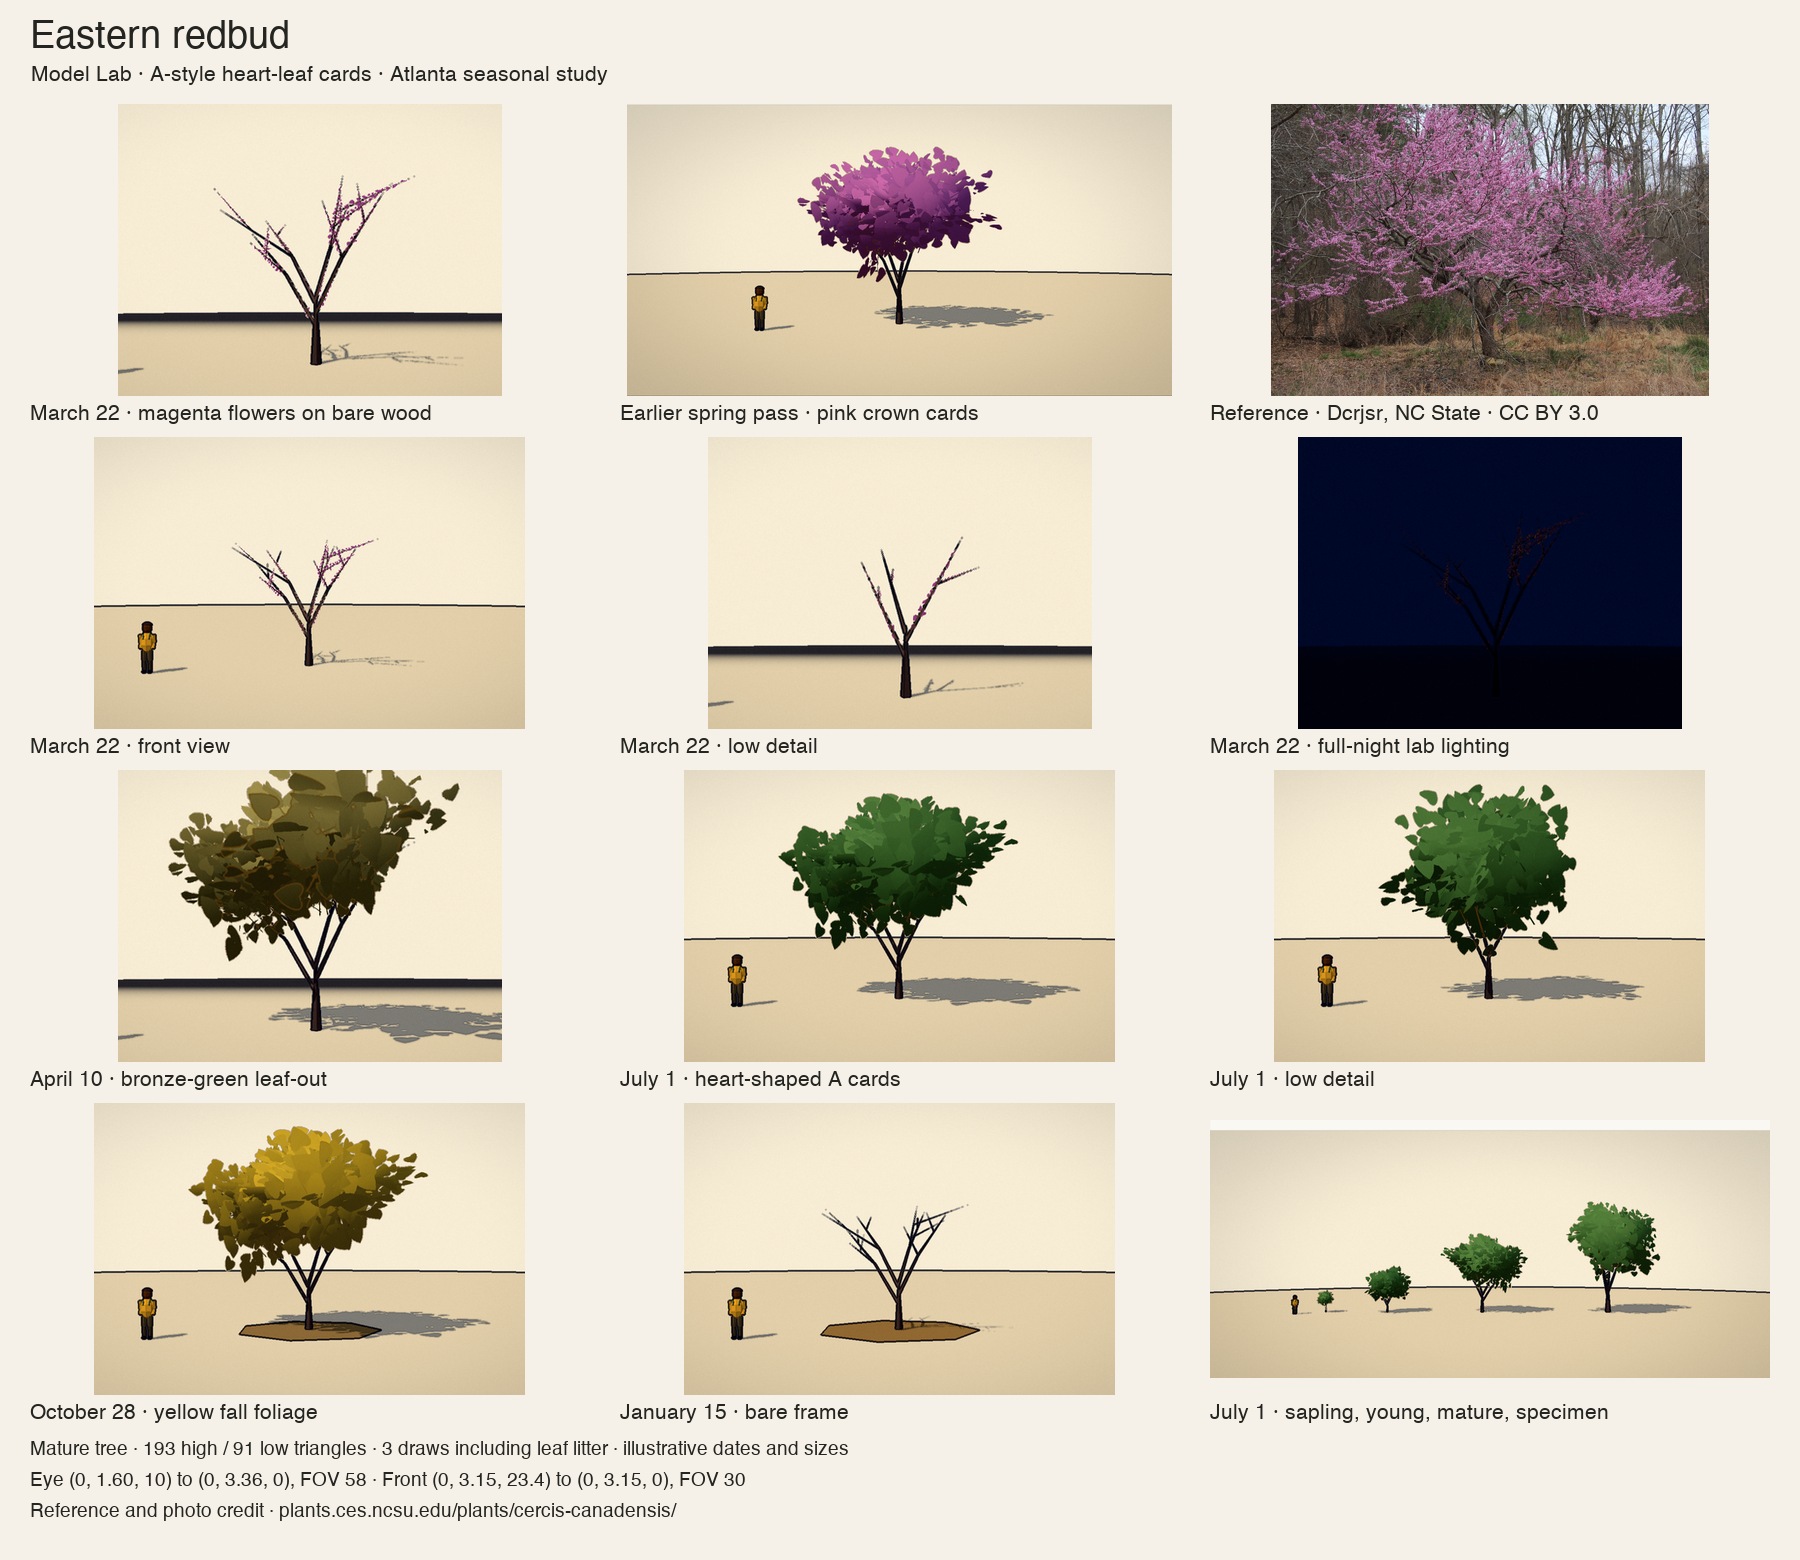 Eastern redbud
Model Lab · A-style heart-leaf cards · Atlanta seasonal study
March 22 · magenta flowers on bare wood
Earlier spring pass · pink crown cards
Reference · Dcrjsr, NC State · CC BY 3.0
March 22 · front view
March 22 · low detail
March 22 · full-night lab lighting
April 10 · bronze-green leaf-out
July 1 · heart-shaped A cards
July 1 · low detail
October 28 · yellow fall foliage
January 15 · bare frame
July 1 · sapling, young, mature, specimen
Mature tree · 193 high / 91 low triangles · 3 draws including leaf litter · illustrative dates and sizes
Eye (0, 1.60, 10) to (0, 3.36, 0), FOV 58 · Front (0, 3.15, 23.4) to (0, 3.15, 0), FOV 30
Reference and photo credit · plants.ces.ncsu.edu/plants/cercis-canadensis/